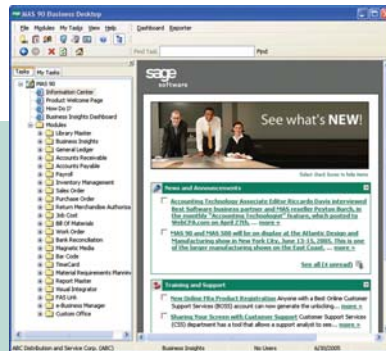 MAS 90 Business Desktop
File Modules My Tasks View Help Dashboard Reporter
Find Task Find
Tasks My Tasks
MAS 90
Information Center
Product Welcome Page
How Do I?
Business Insights Dashboard
Modules
Library Master
Business Insights
General Ledger
Accounts Receivable
Accounts Payable
Payroll
Inventory Management
Sales Order
Purchase Order
Return Merchandise Authoriza
Job Cost
Bill Of Materials
Work Order
Bank Reconciliation
Magnetic Media
Bar Code
TimeCard
Material Requirements Plannin
Report Master
Visual Integrator
FAS Link
e-Business Manager
Custom Office
sage
software
See what's NEW!
News and Announcements
Accounting Technology Associate Editor Riccardo Davis interviewed
Best Software business partner and MAS reseller Peyton Burch, in
the monthly "Accounting Technologist" feature, which posted to
WebCPA.com on April 27th. ... more »
MAS 90 and MAS 500 will be on display at the Atlantic Design and
Manufacturing show in New York City, June 13-15, 2005. This is one
of the larger manufacturing shows on the East Coast. ... more »
See all (4 unread)
Training and Support
New Online FRx Product Registration Anyone with a Best Online Customer
Support Services (BOSS) account can now generate the unlocking... more »
Sharing Your Screen with Customer Support Customer Support Services
(CSS) department has a tool that allows a support analyst to see... more »
ABC Distribution and Service Corp. (ABC) Business Insights No Users 6/30/2005